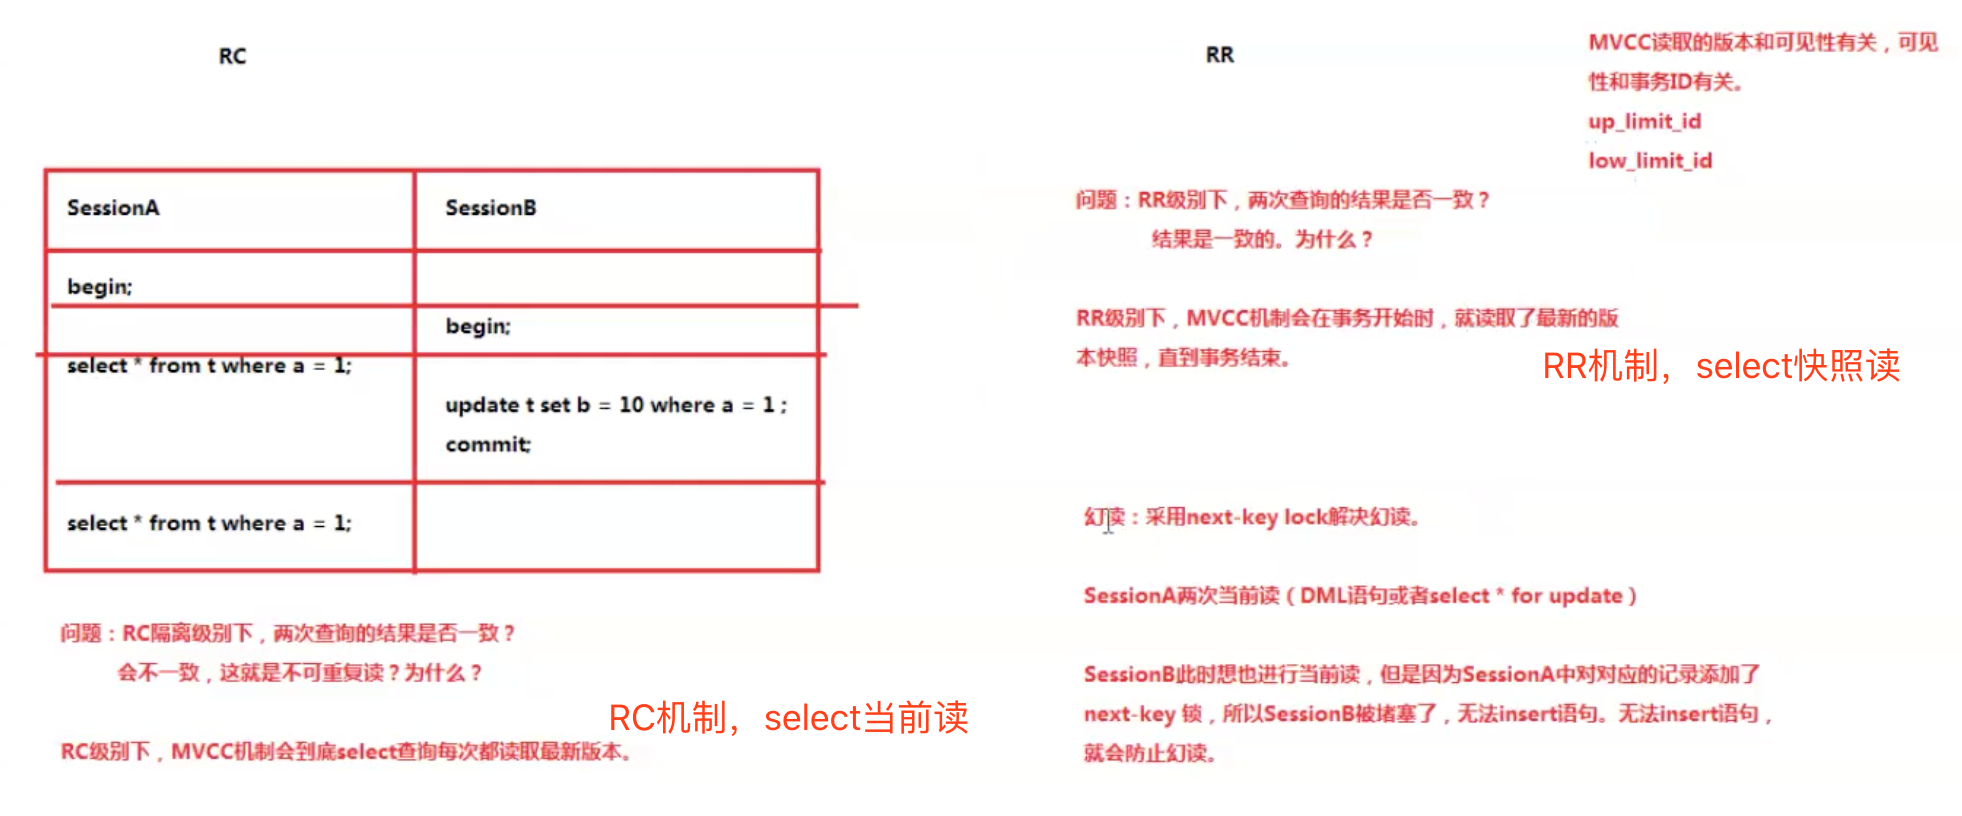 RC
SessionA SessionB
begin;
begin;
select * from t where a = 1;
update t set b = 10 where a = 1 ;
commit;
select * from t where a = 1;
问题：RC隔离级别下，两次查询的结果是否一致？
会不一致，这就是不可重复读？为什么？
RC机制，select当前读
RC级别下，MVCC机制会到底select查询每次都读取最新版本。
RR
MVCC读取的版本和可见性有关，可见
性和事务ID有关。
up_limit_id
low_limit_id
问题：RR级别下，两次查询的结果是否一致？
结果是一致的。为什么？
RR级别下，MVCC机制会在事务开始时，就读取了最新的版
本快照，直到事务结束。
RR机制，select快照读
幻读：采用next-key lock解决幻读。
SessionA两次当前读（DML语句或者select * for update）
SessionB此时想也进行当前读，但是因为SessionA中对对应的记录添加了
next-key 锁，所以SessionB被堵塞了，无法insert语句。无法insert语句，
就会防止幻读。